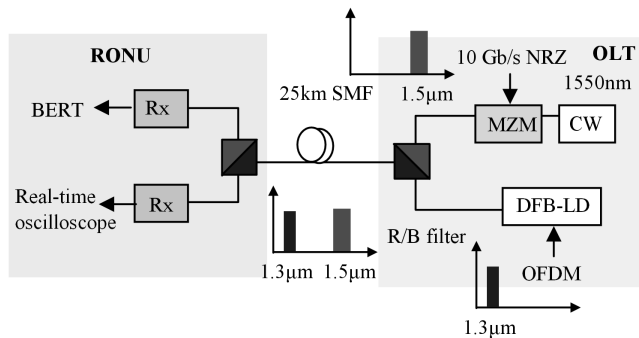 RONU
OLT
10 Gb/s NRZ
1550nm
1.5μm
25km SMF
BERT
Rx
MZM
CW
Real-time
oscilloscope
Rx
DFB-LD
R/B filter
1.3μm
1.5μm
OFDM
1.3μm